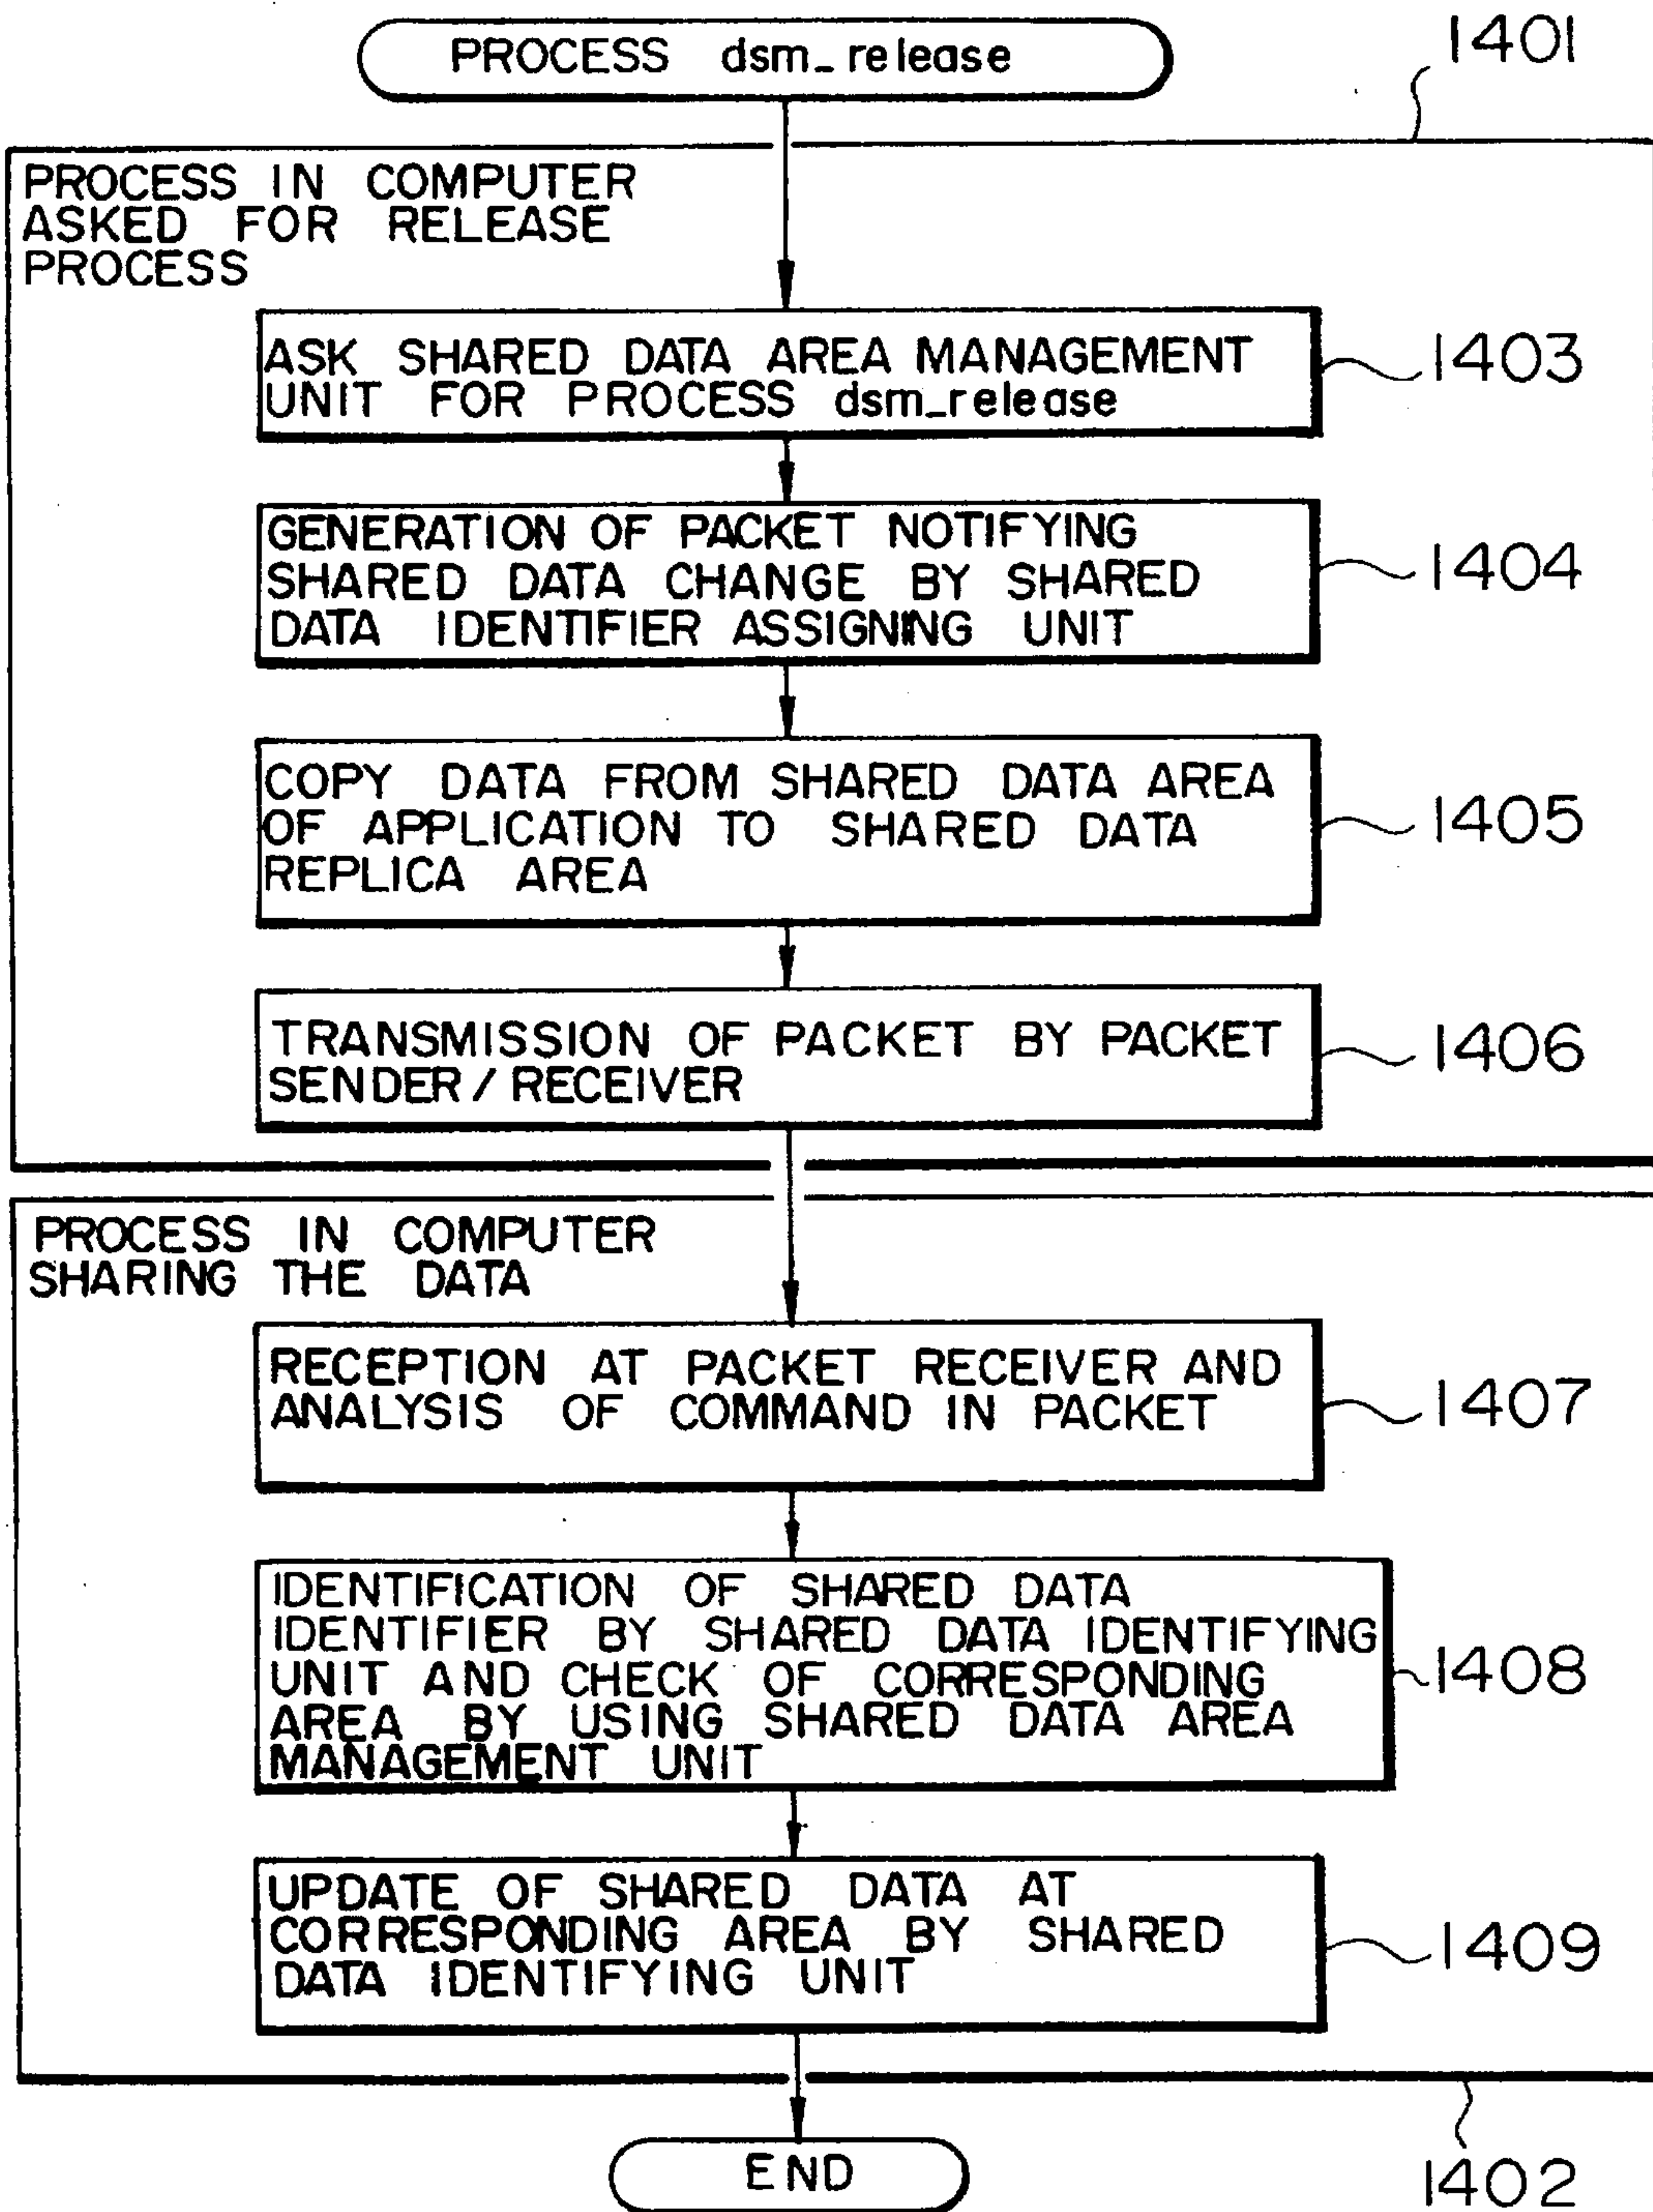 PROCESS dsm_release
1401
PROCESS IN COMPUTER
ASKED FOR RELEASE
PROCESS
ASK SHARED DATA AREA MANAGEMENT
UNIT FOR PROCESS dsm_release
1403
GENERATION OF PACKET NOTIFYING
SHARED DATA CHANGE BY SHARED
DATA IDENTIFIER ASSIGNING UNIT
1404
COPY DATA FROM SHARED DATA AREA
OF APPLICATION TO SHARED DATA
REPLICA AREA
1405
TRANSMISSION OF PACKET BY PACKET
SENDER/RECEIVER
1406
PROCESS IN COMPUTER
SHARING THE DATA
RECEPTION AT PACKET RECEIVER AND
ANALYSIS OF COMMAND IN PACKET
1407
IDENTIFICATION OF SHARED DATA
IDENTIFIER BY SHARED DATA IDENTIFYING
UNIT AND CHECK OF CORRESPONDING
AREA BY USING SHARED DATA AREA
MANAGEMENT UNIT
1408
UPDATE OF SHARED DATA AT
CORRESPONDING AREA BY SHARED
DATA IDENTIFYING UNIT
1409
END
1402